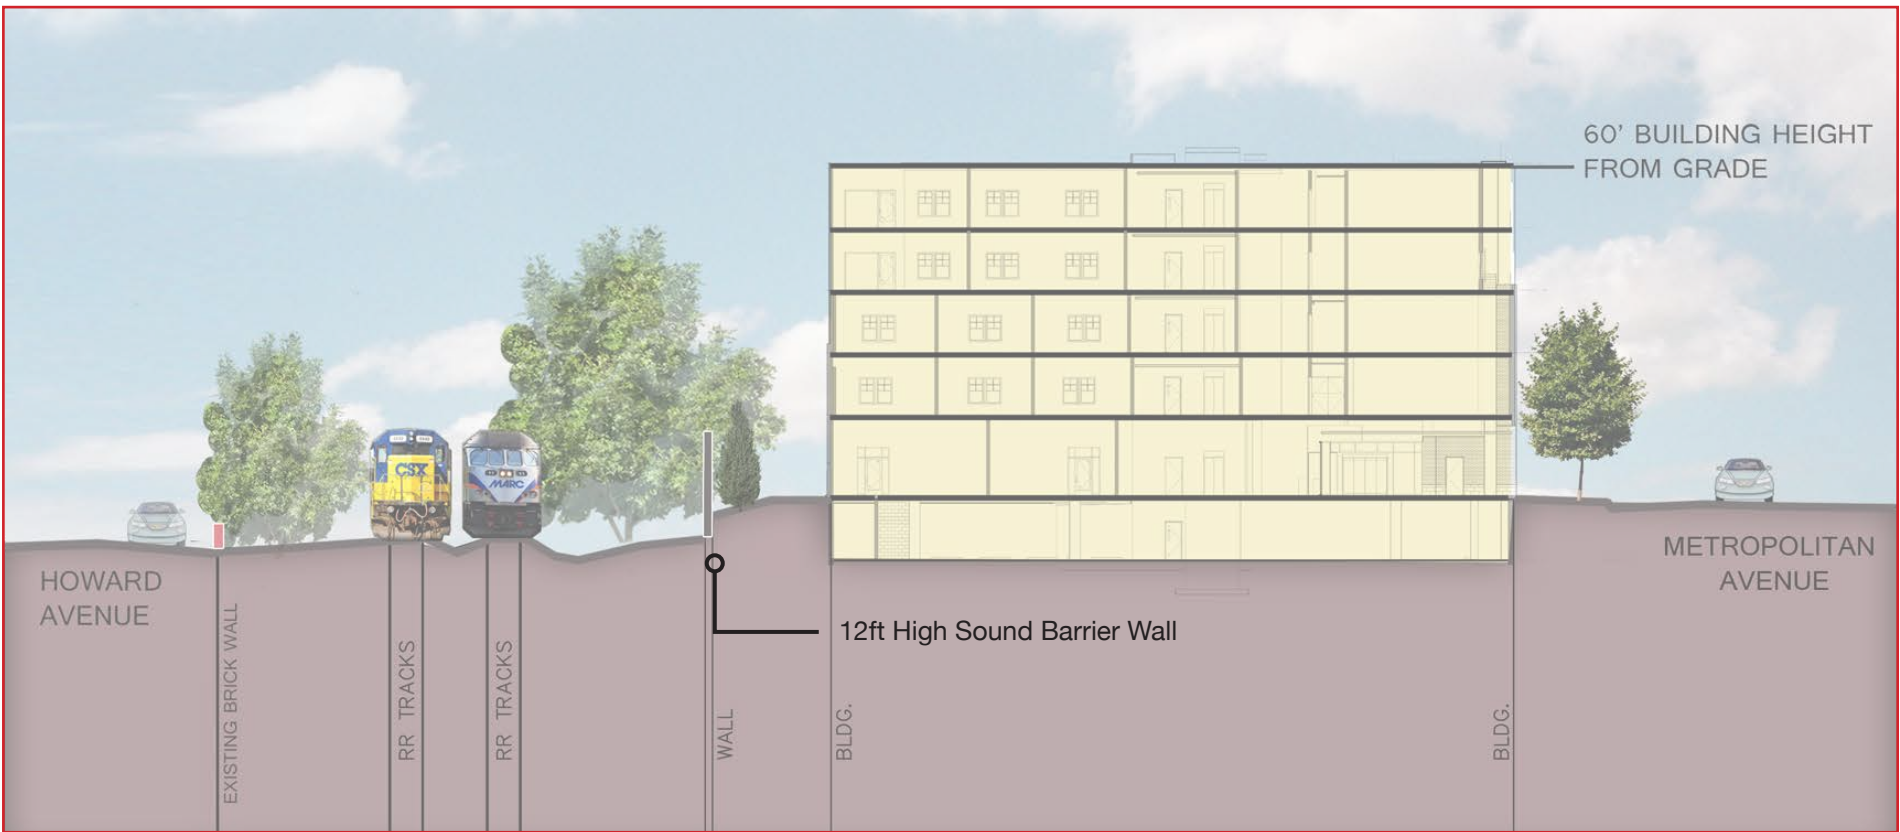 60' BUILDING HEIGHT
FROM GRADE
CSX
MARC
HOWARD
AVENUE
METROPOLITAN
AVENUE
12ft High Sound Barrier Wall
EXISTING BRICK WALL
RR TRACKS
RR TRACKS
WALL
BLDG.
BLDG.